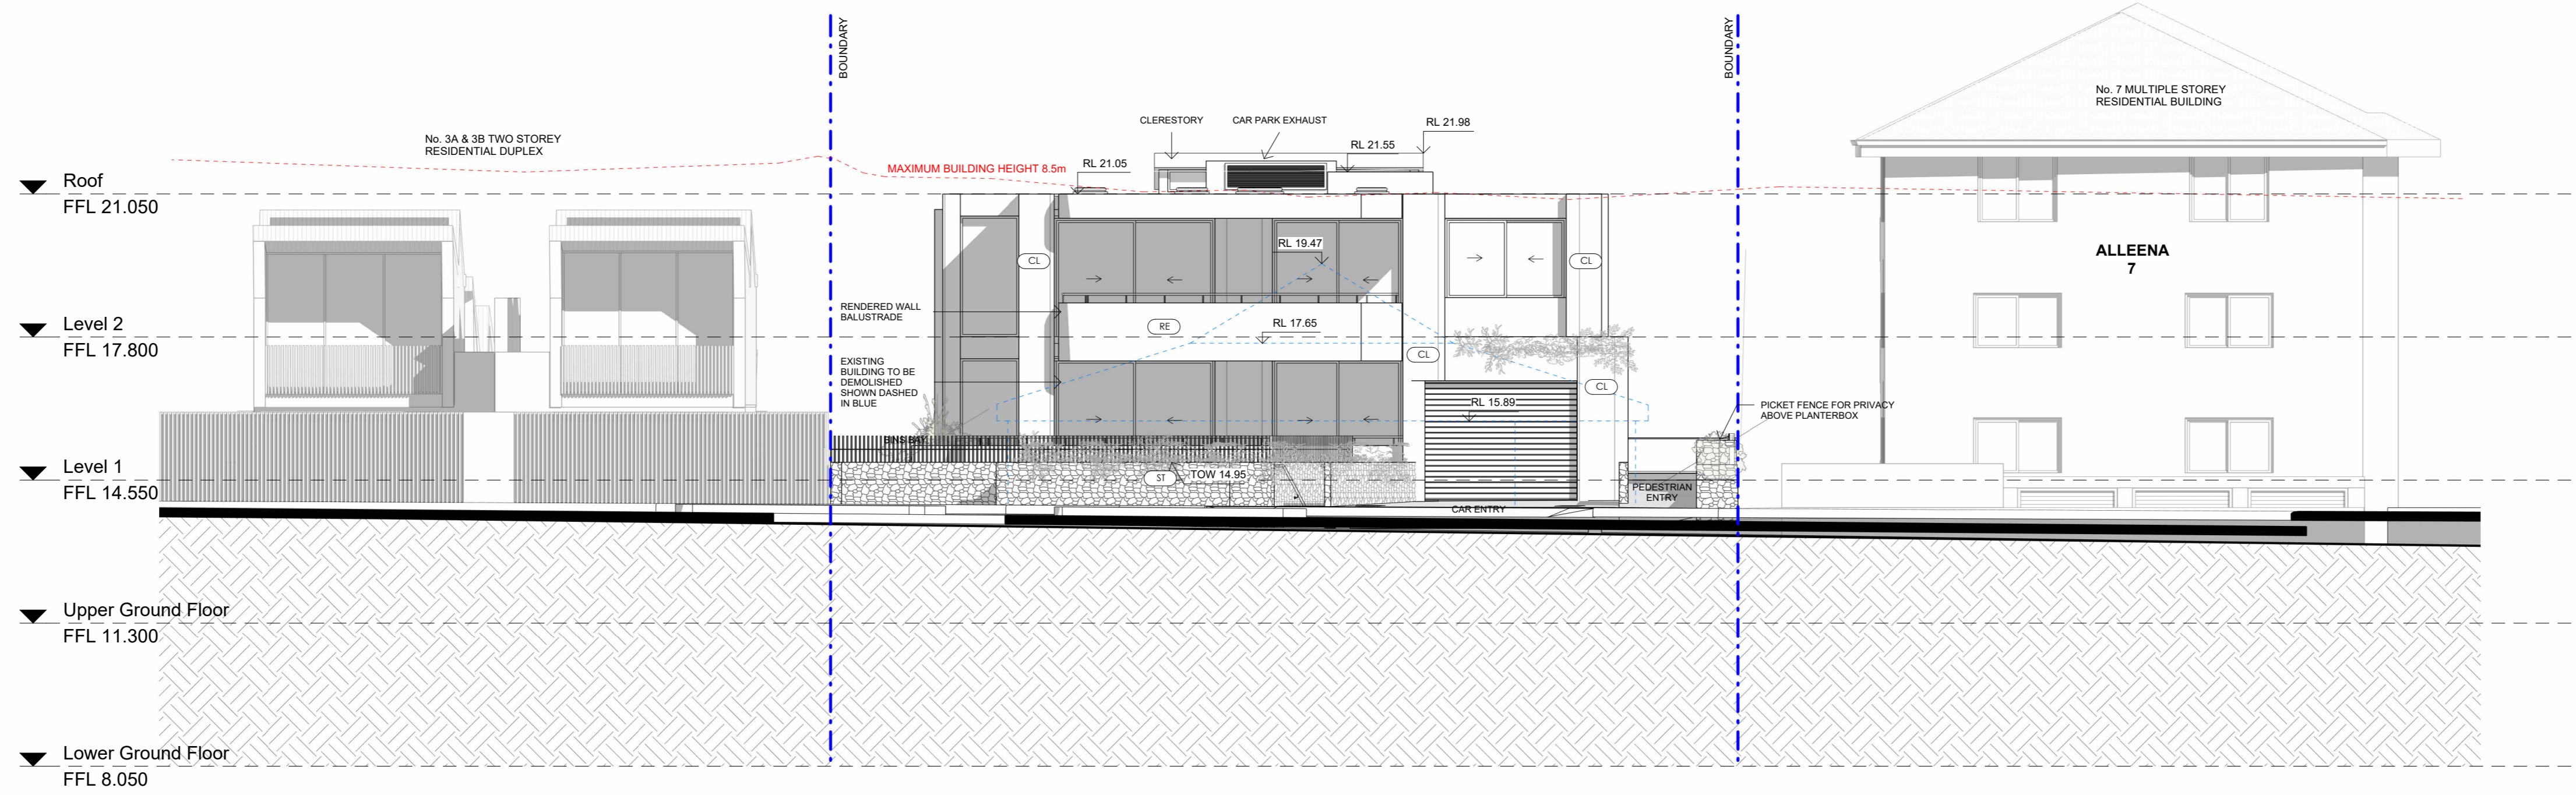 BOUNDARY
BOUNDARY
No. 7 MULTIPLE STOREY
RESIDENTIAL BUILDING
CLERESTORY
CAR PARK EXHAUST
RL 21.98
No. 3A & 3B TWO STOREY
RESIDENTIAL DUPLEX
RL 21.55
RL 21.05
MAXIMUM BUILDING HEIGHT 8.5m
Roof
FFL 21.050
RL 19.47
ALLEENA
7
CL
CL
RENDERED WALL
BALUSTRADE
Level 2
FFL 17.800
RE
RL 17.65
CL
EXISTING
BUILDING TO BE
DEMOLISHED
SHOWN DASHED
IN BLUE
CL
RL 15.89
PICKET FENCE FOR PRIVACY
ABOVE PLANTERBOX
BINS BAY
Level 1
FFL 14.550
ST
TOW 14.95
PEDESTRIAN
ENTRY
CAR ENTRY
Upper Ground Floor
FFL 11.300
Lower Ground Floor
FFL 8.050